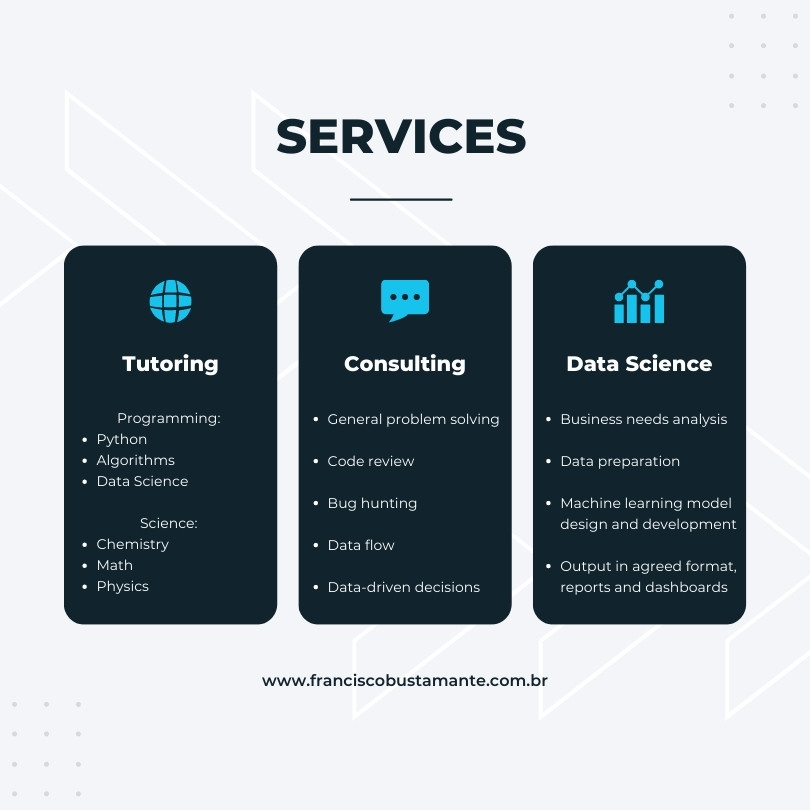 SERVICES
Tutoring
Programming:
• Python
• Algorithms
• Data Science
Science:
• Chemistry
• Math
• Physics
Consulting
• General problem solving
• Code review
• Bug hunting
• Data flow
• Data-driven decisions
Data Science
• Business needs analysis
• Data preparation
• Machine learning model
design and development
• Output in agreed format,
reports and dashboards
www.franciscobustamante.com.br